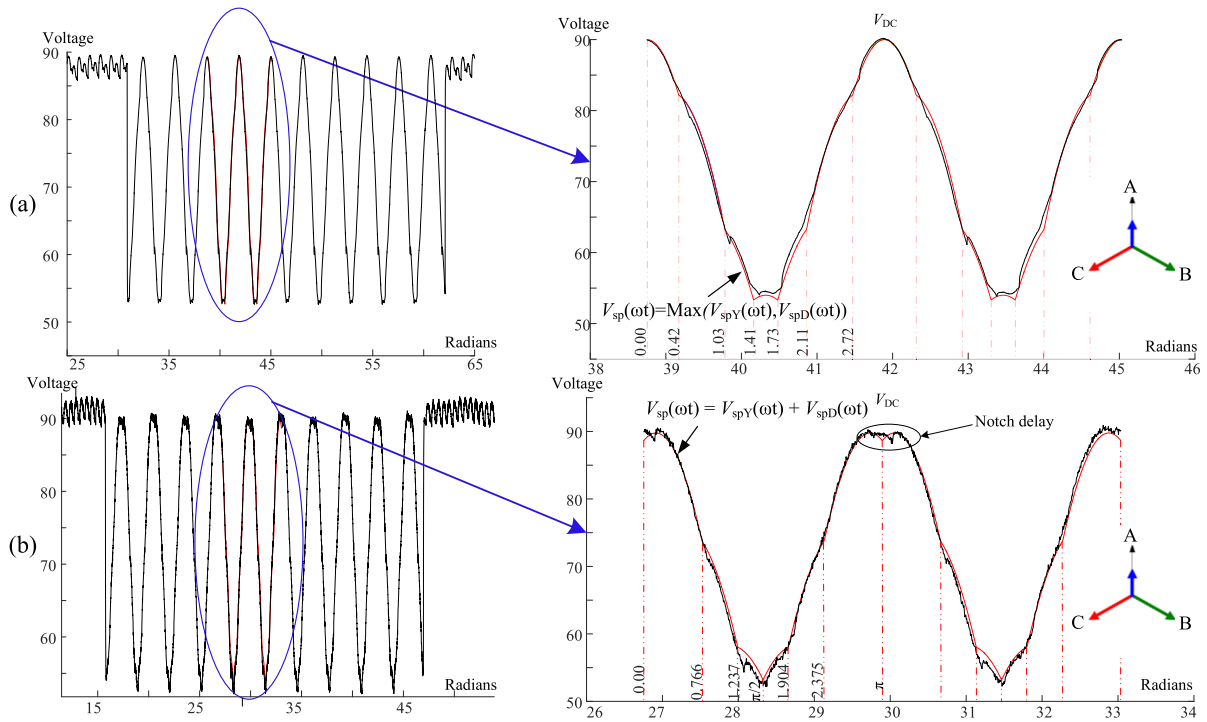 (a)
Voltage
90
80
70
60
50
25
35
45
55
65
Radians
V_DC
90
80
70
60
50
V_sp(ωt)=Max(V_spY(ωt),V_spD(ωt))
0.00
0.42
1.03
1.41
1.73
2.11
2.72
Radians
38
39
40
41
42
43
44
45
46
A
B
C
(b)
Voltage
90
80
70
60
15
25
35
45
Radians
Voltage
V_sp(ωt) = V_spY(ωt) + V_spD(ωt)
V_DC
Notch delay
90
80
70
60
50
0.00
0.766
1.237
π/2
1.904
2.375
π
Radians
26
27
28
29
30
31
32
33
34
A
B
C